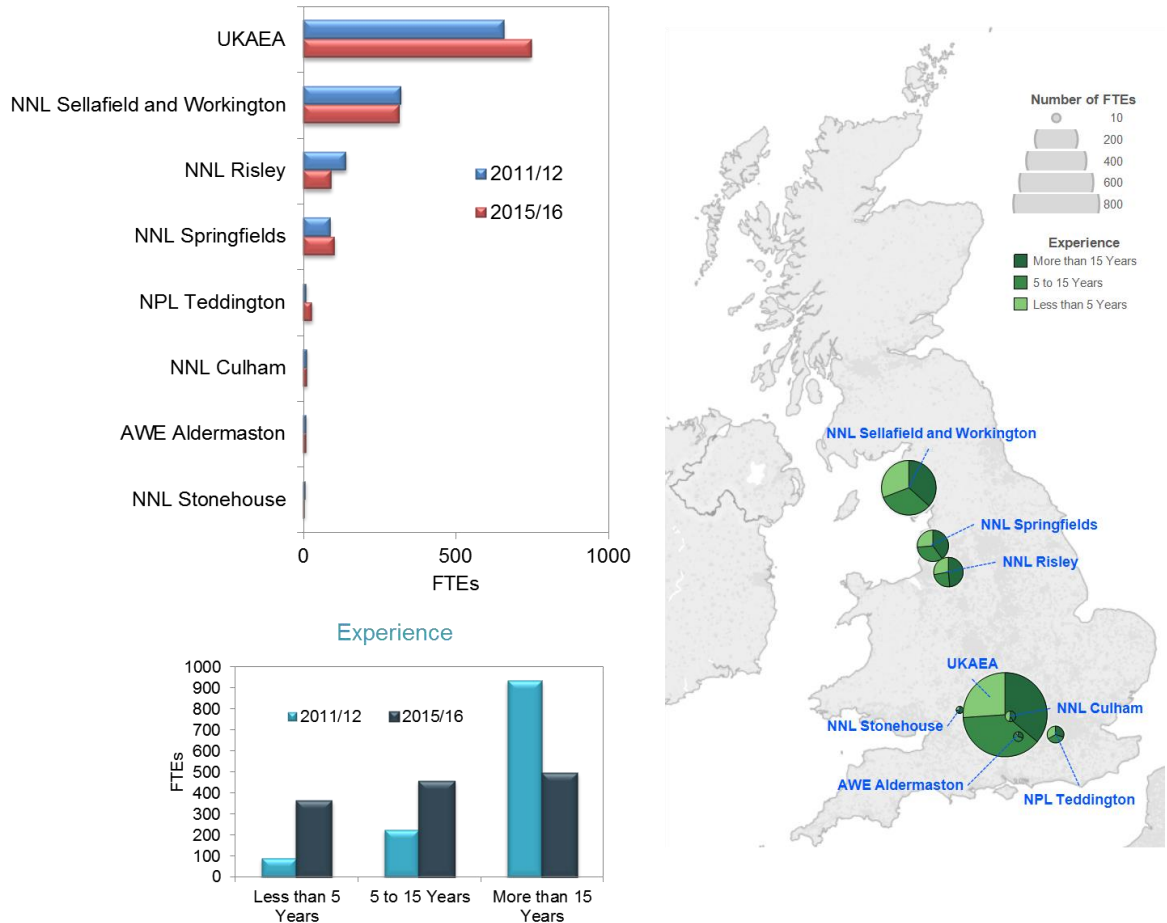 UKAEA
NNL Sellafield and Workington
NNL Risley
NNL Springfields
NPL Teddington
NNL Culham
AWE Aldermaston
NNL Stonehouse
2011/12
2015/16
0
500
1000
FTEs
Experience
1000
900
800
700
600
500
400
300
200
100
0
FTEs
2011/12
2015/16
Less than 5
Years
5 to 15 Years
More than 15
Years
Number of FTEs
10
200
400
600
800
Experience
More than 15 Years
5 to 15 Years
Less than 5 Years
NNL Sellafield and Workington
NNL Springfields
NNL Risley
UKAEA
NNL Culham
NNL Stonehouse
AWE Aldermaston
NPL Teddington